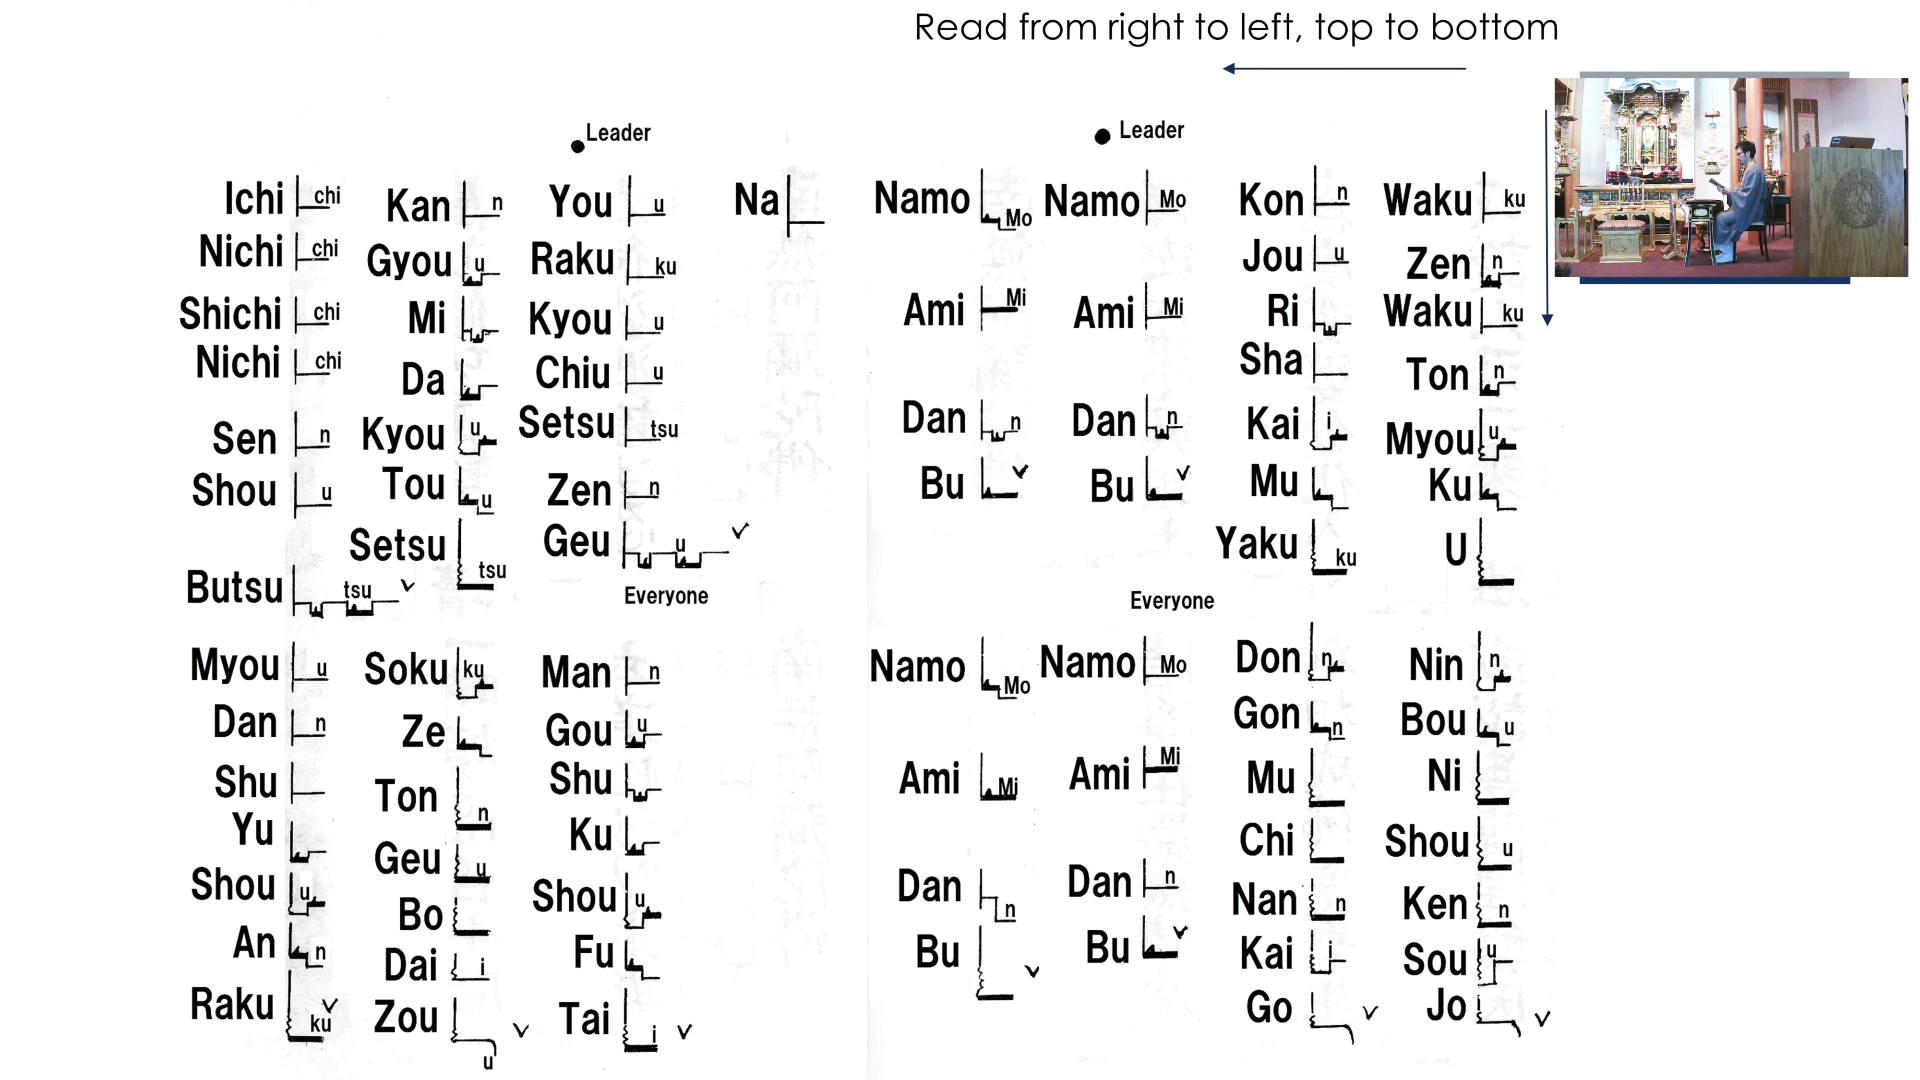 Read from right to left, top to bottom
Waku ku Zen n Waku ku Ton n Myou u Ku U
Nin n Bou u Ni Shou u Ken n Sou u Jo
Kon n Jou u Ri Sha Kai i Mu Yaku ku
Don n Gon n Mu Chi Nan n Kai i Go
Leader
Namo Mo Ami Mi Dan n Bu
Everyone
Namo Mo Ami Mi Dan n Bu
Namo Mo Ami Mi Dan n Bu
Namo Mo Ami Mi Dan n Bu
Na
Leader
You u Raku ku Kyou u Chiu u Setsu tsu Zen n Geu u
Everyone
Man n Gou u Shu Ku Shou u Fu Tai i
Kan n Gyou u Mi Da Kyou u Tou u Setsu tsu
Soku ku Ze Ton n Geu u Bo Dai i Zou u
Ichi chi Nichi chi Shichi chi Nichi chi Sen n Shou u Butsu tsu
Myou u Dan n Shu Yu Shou u An n Raku ku